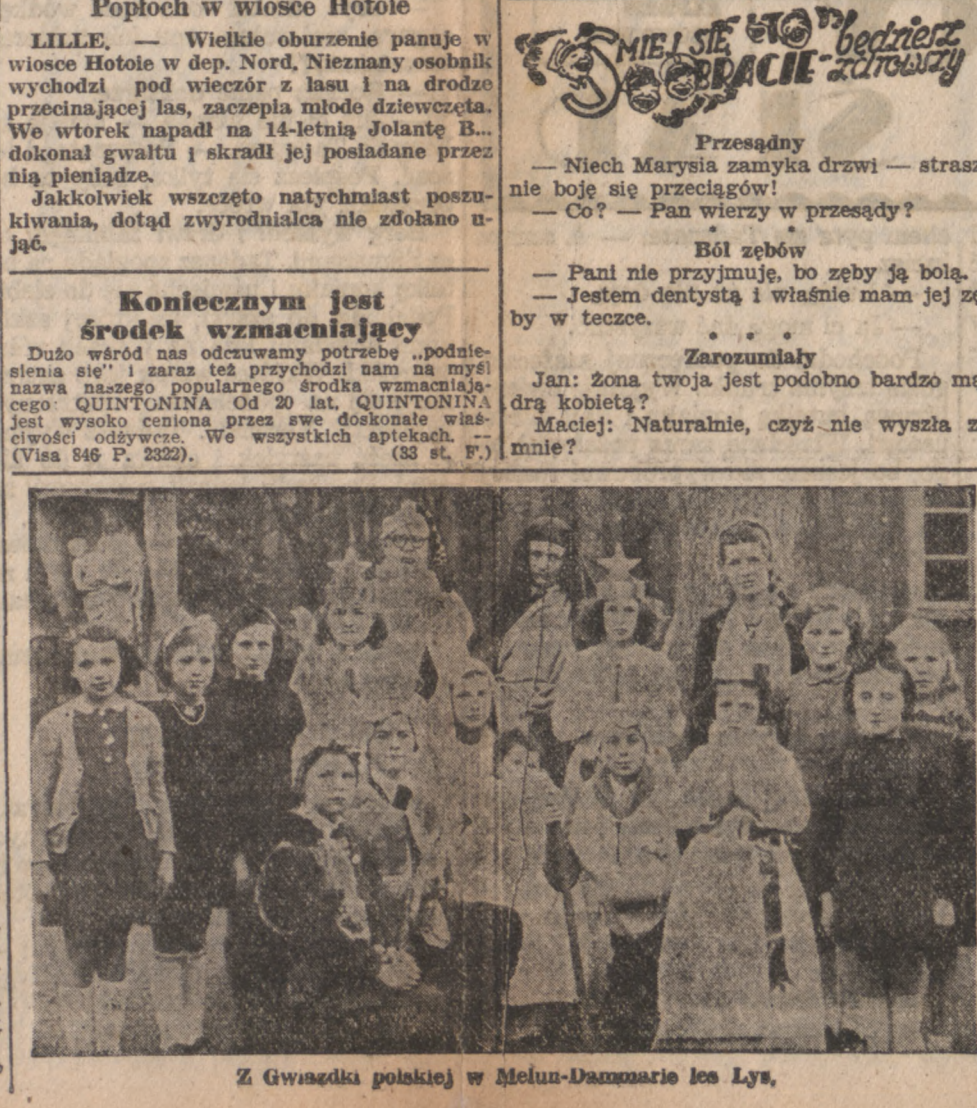 Popłoch w wiosce Hotoie
LILLE. — Wielkie oburzenie panuje w
wiosce Hotoie w dep. Nord. Nieznany osobnik
wychodzi pod wieczór z lasu i na drodze
przecinającej las, zaczepia młode dziewczęta.
We wtorek napadł na 14-letnią Jolantę B...
dokonał gwałtu i skradł jej posiadane przez
nią pieniądze.
Jakkolwiek wszczęto natychmiast poszu-
kiwania, dotąd zwyrodnialca nie zdołano u-
jąć.
Koniecznym jest
środek wzmacniający
Dużo wśród nas odczuwamy potrzebę „podnie-
sienia się" i zaraz też przychodzi nam na myśl
nazwa naszego popularnego środka wzmacniają-
cego: QUINTONINA Od 20 lat, QUINTONINA
jest wysoko ceniona przez swe doskonałe właś-
ciwości odżywcze. We wszystkich aptekach. —
(Visa 846 P. 2322). (33 st. F.)
ŚMIEJ SIĘ BRACIE - TO będziesz zdrowszy
Przesądny
— Niech Marysia zamyka drzwi — strasz
nie boję się przeciągów!
— Co? — Pan wierzy w przesądy?
* * *
Ból zębów
— Pani nie przyjmuję, bo zęby ją bolą.
— Jestem dentystą i właśnie mam jej zę
by w teczce.
* * *
Zarozumiały
Jan: Żona twoja jest podobno bardzo mą
drą kobietą?
Maciej: Naturalnie, czyż nie wyszła z
mnie?
Z Gwiazdki polskiej w Melun-Dammarie les Lys.